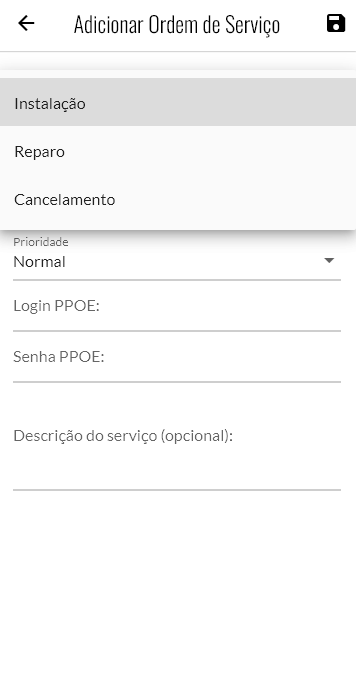 Adicionar Ordem de Serviço
Instalação
Reparo
Cancelamento
Prioridade
Normal
Login PPOE:
Senha PPOE:
Descrição do serviço (opcional):